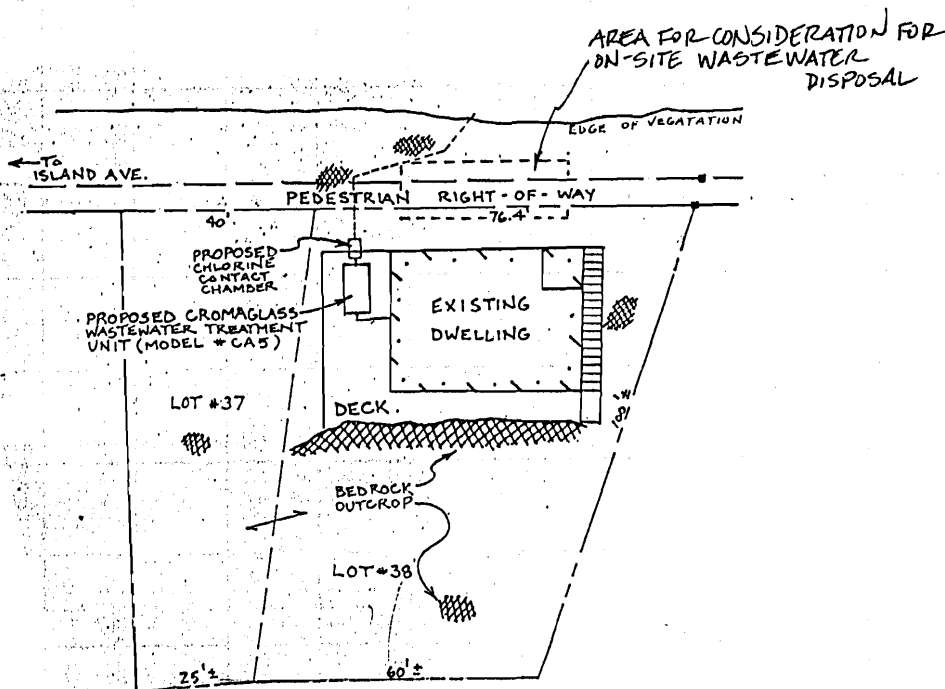 AREA FOR CONSIDERATION FOR
ON-SITE WASTEWATER
DISPOSAL
EDGE OF VEGATATION
TO
ISLAND AVE.
PEDESTRIAN RIGHT-OF-WAY
40'
76.4'
PROPOSED
CHLORINE
CONTACT
CHAMBER
PROPOSED CROMAGLASS
WASTEWATER TREATMENT
UNIT (MODEL # CA5)
EXISTING
DWELLING
LOT #37
DECK.
BEDROCK
OUTCROP
LOT #38
25'±
60'±